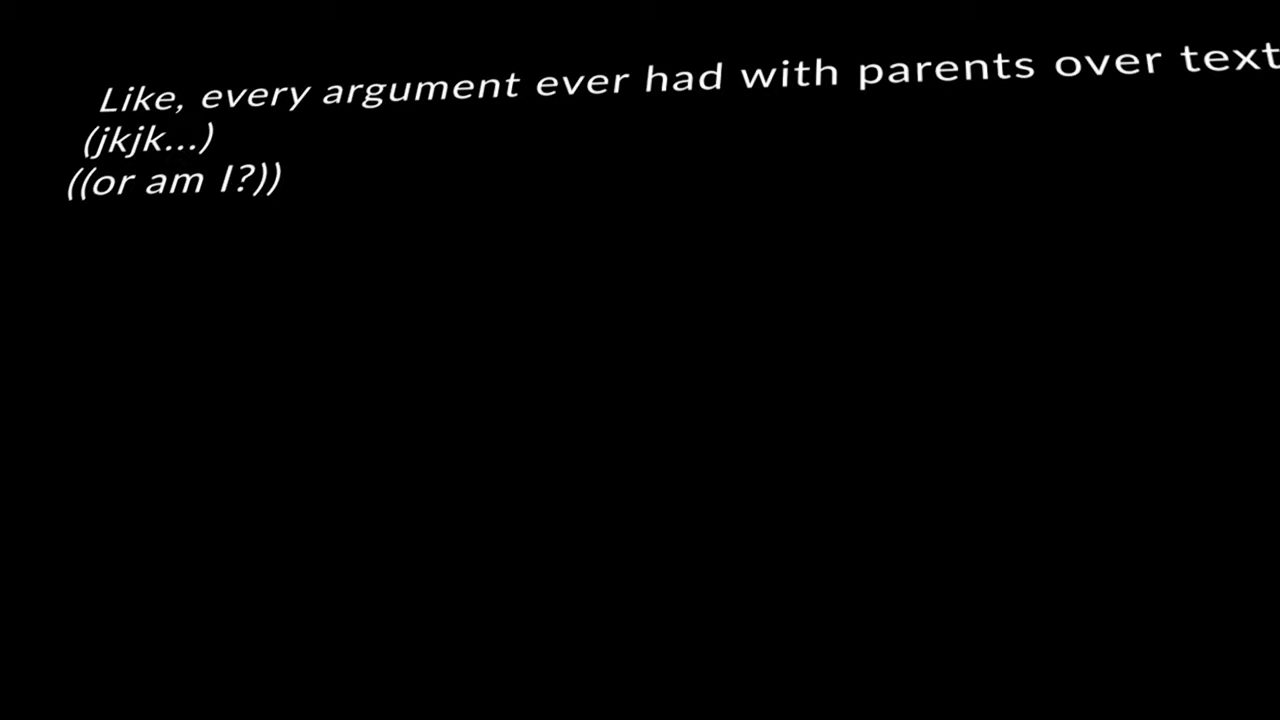 Like, every argument ever had with parents over text
(jkjk...)
((or am I?))